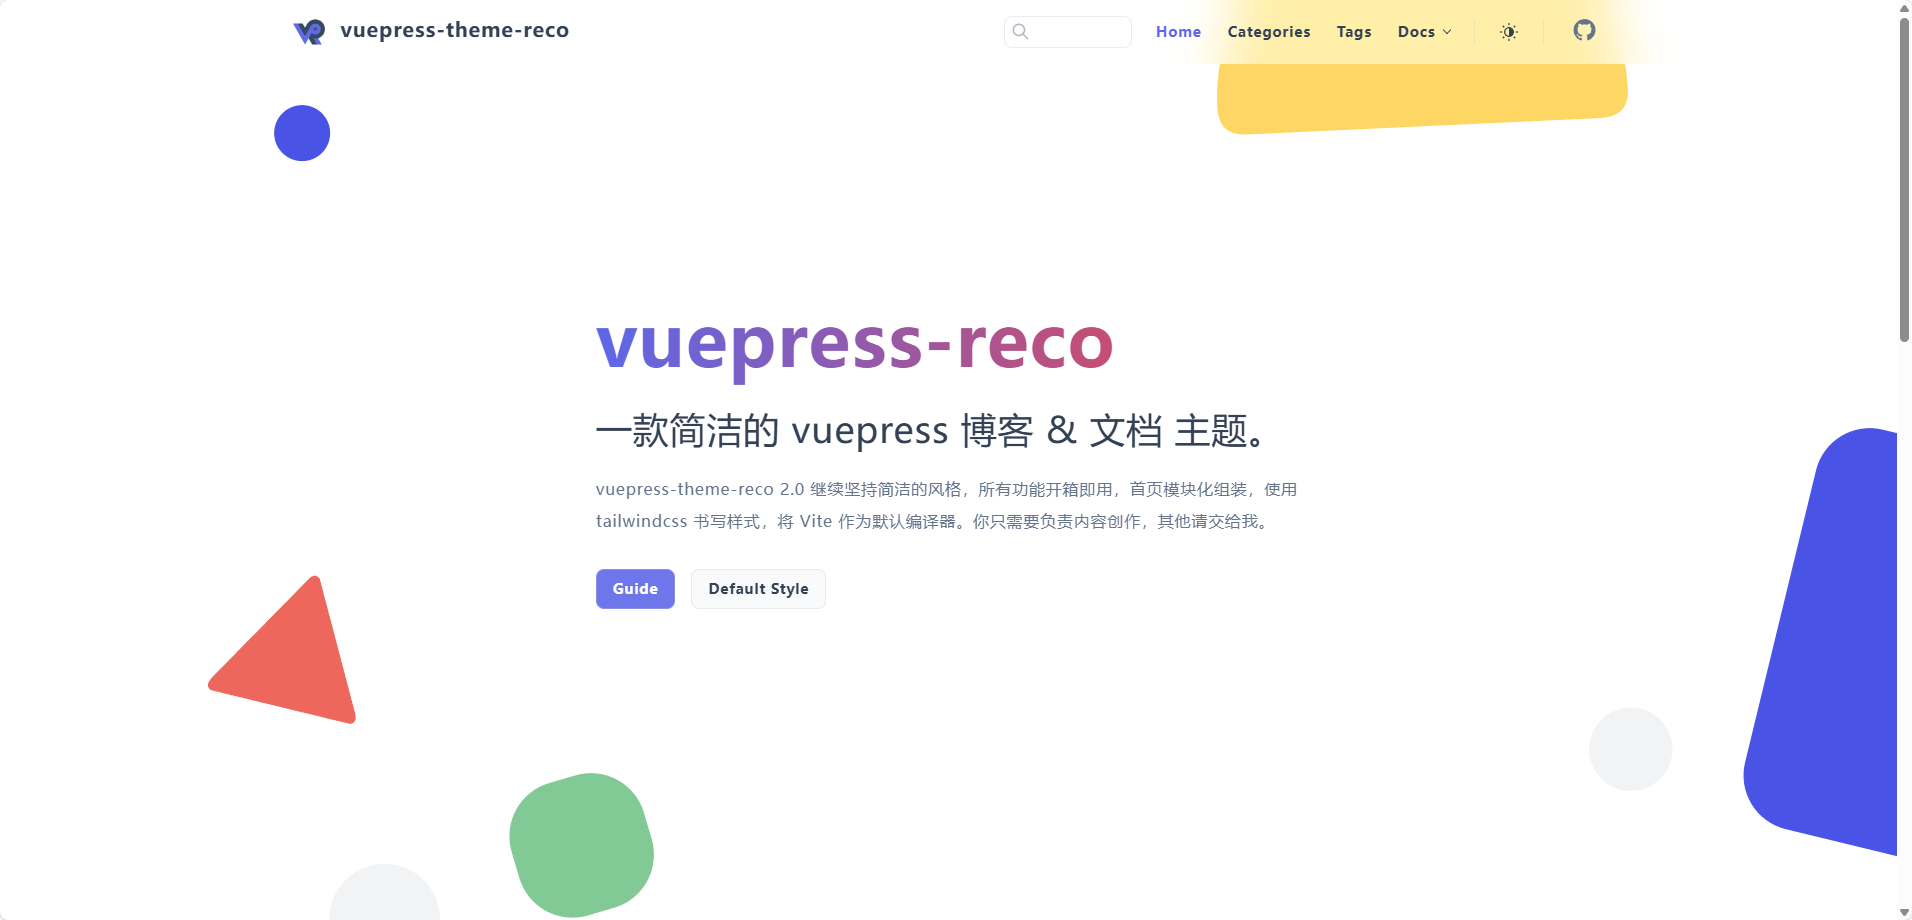 vuepress-theme-reco
Home Categories Tags Docs
vuepress-reco
一款简洁的 vuepress 博客 & 文档 主题。
vuepress-theme-reco 2.0 继续坚持简洁的风格，所有功能开箱即用，首页模块化组装，使用
tailwindcss 书写样式，将 Vite 作为默认编译器。你只需要负责内容创作，其他请交给我。
Guide Default Style